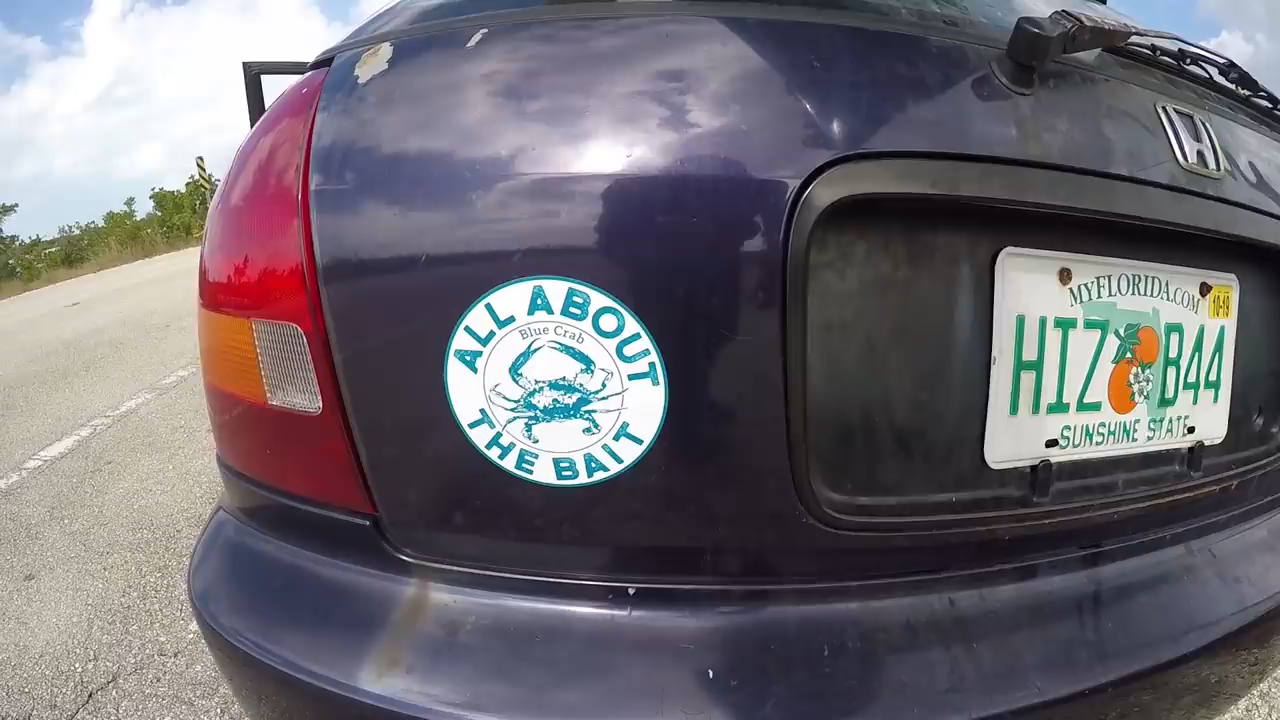 ALL ABOUT
Blue Crab
THE BAIT
MYFLORIDA.COM
10-19
HIZ B44
SUNSHINE STATE